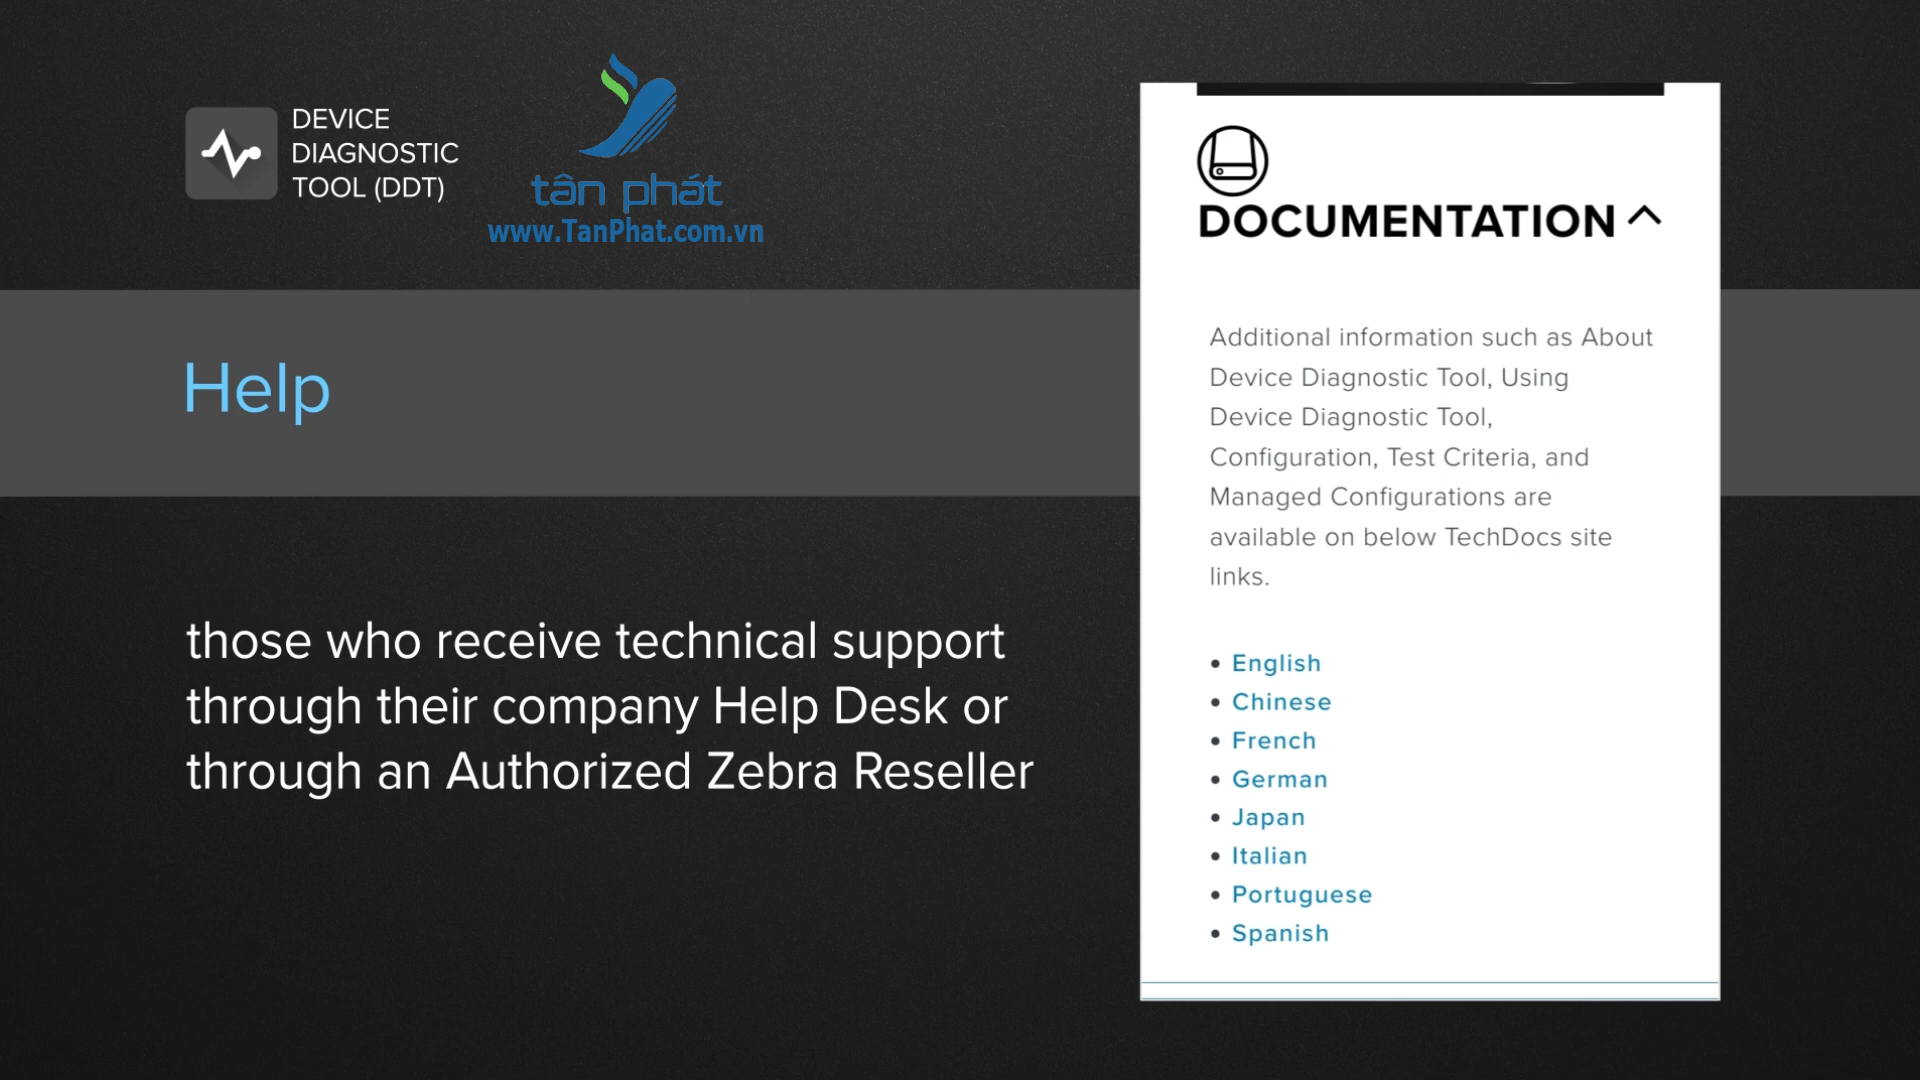 DEVICE
DIAGNOSTIC
TOOL (DDT)
tân phát
www.TanPhat.com.vn
Help
those who receive technical support
through their company Help Desk or
through an Authorized Zebra Reseller
DOCUMENTATION
Additional information such as About
Device Diagnostic Tool, Using
Device Diagnostic Tool,
Configuration, Test Criteria, and
Managed Configurations are
available on below TechDocs site
links.
• English
• Chinese
• French
• German
• Japan
• Italian
• Portuguese
• Spanish